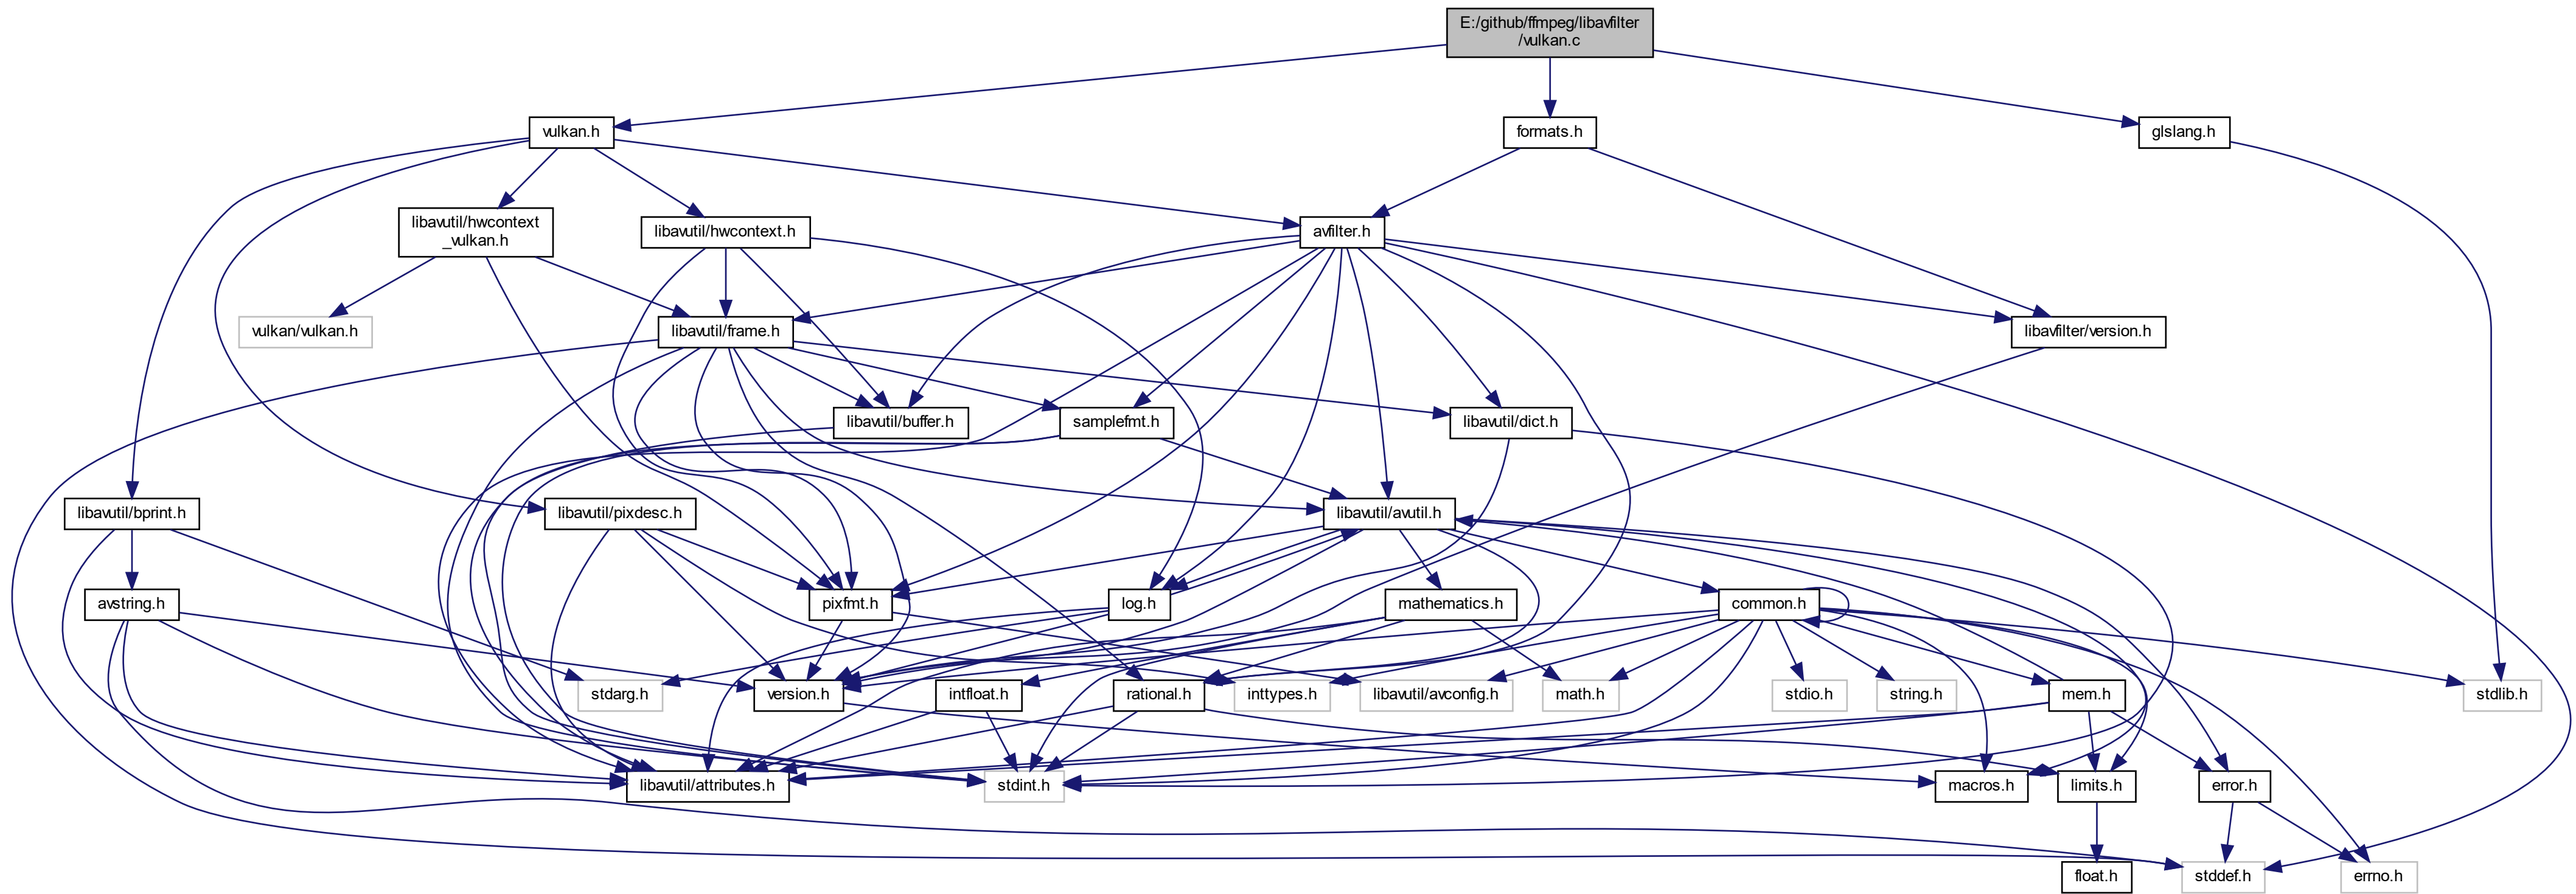 E:/github/ffmpeg/libavfilter
/vulkan.c
vulkan.h
formats.h
glslang.h
libavutil/hwcontext
_vulkan.h
libavutil/hwcontext.h
avfilter.h
vulkan/vulkan.h
libavutil/frame.h
libavfilter/version.h
libavutil/buffer.h
samplefmt.h
libavutil/dict.h
libavutil/bprint.h
libavutil/pixdesc.h
libavutil/avutil.h
avstring.h
pixfmt.h
log.h
mathematics.h
common.h
stdarg.h
version.h
intfloat.h
rational.h
inttypes.h
libavutil/avconfig.h
math.h
stdio.h
string.h
mem.h
stdlib.h
libavutil/attributes.h
stdint.h
macros.h
limits.h
error.h
float.h
stddef.h
errno.h